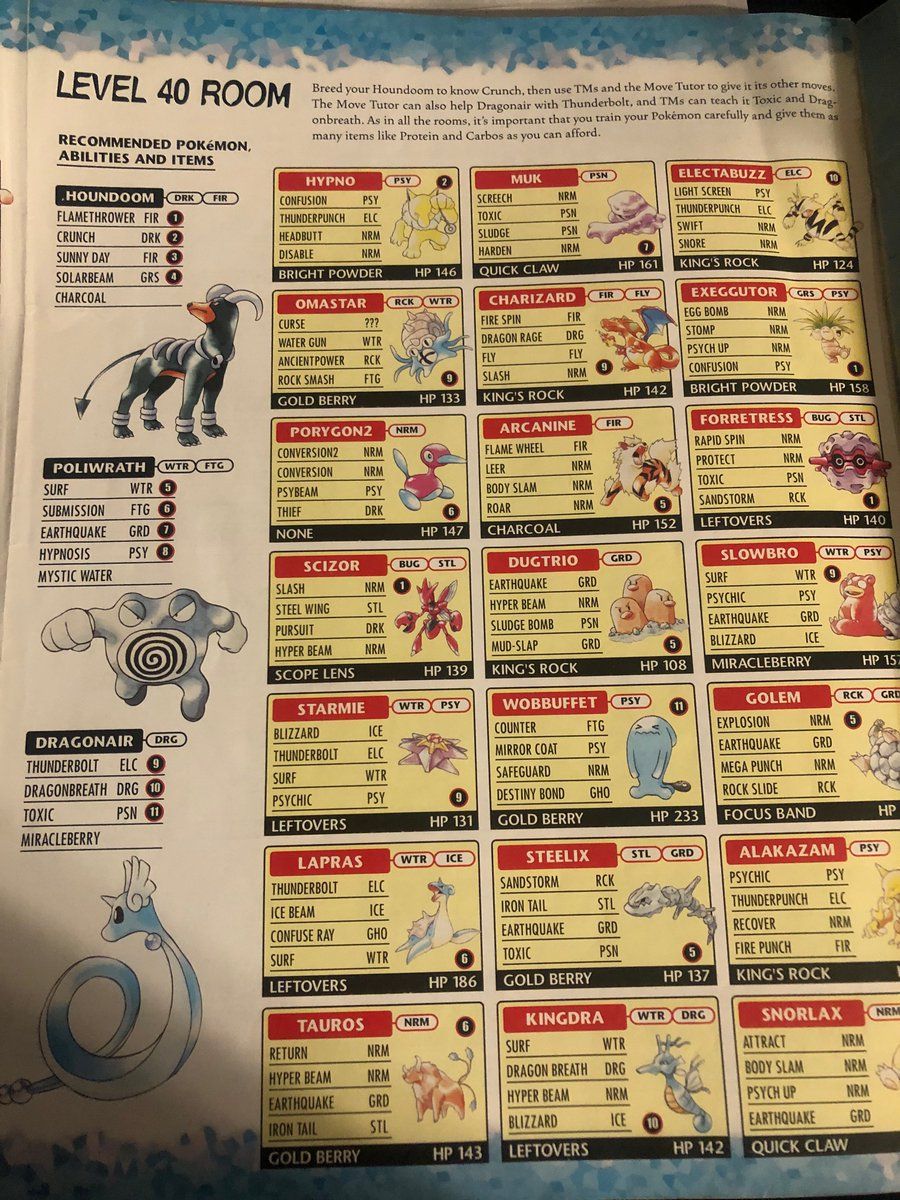 LEVEL 40 ROOM
Breed your Houndoom to know Crunch, then use TMs and the Move Tutor to give it its other moves.
The Move Tutor can also help Dragonair with Thunderbolt, and TMs can teach it Toxic and Drag-
onbreath. As in all the rooms, it's important that you train your Pokémon carefully and give them as
many items like Protein and Carbos as you can afford.
RECOMMENDED POKéMON,
ABILITIES AND ITEMS
HOUNDOOM DRK FIR
FLAMETHROWER FIR 1
CRUNCH DRK 2
SUNNY DAY FIR 3
SOLARBEAM GRS 4
CHARCOAL
POLIWRATH WTR FTG
SURF WTR 5
SUBMISSION FTG 6
EARTHQUAKE GRD 7
HYPNOSIS PSY 8
MYSTIC WATER
DRAGONAIR DRG
THUNDERBOLT ELC 9
DRAGONBREATH DRG 10
TOXIC PSN 11
MIRACLEBERRY
HYPNO PSY 2
CONFUSION PSY
THUNDERPUNCH ELC
HEADBUTT NRM
DISABLE NRM
BRIGHT POWDER HP 146
MUK PSN
SCREECH NRM
TOXIC PSN
SLUDGE PSN
HARDEN NRM 7
QUICK CLAW HP 161
ELECTABUZZ ELC 10
LIGHT SCREEN PSY
THUNDERPUNCH ELC
SWIFT NRM
SNORE NRM
KING'S ROCK HP 124
OMASTAR RCK WTR
CURSE ???
WATER GUN WTR
ANCIENTPOWER RCK
ROCK SMASH FTG 9
GOLD BERRY HP 133
CHARIZARD FIR FLY
FIRE SPIN FIR
DRAGON RAGE DRG
FLY FLY
SLASH NRM 9
KING'S ROCK HP 142
EXEGGUTOR GRS PSY
EGG BOMB NRM
STOMP NRM
PSYCH UP NRM
CONFUSION PSY 1
BRIGHT POWDER HP 158
PORYGON2 NRM
CONVERSION2 NRM
CONVERSION NRM
PSYBEAM PSY
THIEF DRK 6
NONE HP 147
ARCANINE FIR
FLAME WHEEL FIR
LEER NRM
BODY SLAM NRM
ROAR NRM 5
CHARCOAL HP 152
FORRETRESS BUG STL
RAPID SPIN NRM
PROTECT NRM
TOXIC PSN
SANDSTORM RCK 1
LEFTOVERS HP 140
SCIZOR BUG STL
SLASH NRM 1
STEEL WING STL
PURSUIT DRK
HYPER BEAM NRM
SCOPE LENS HP 139
DUGTRIO GRD
EARTHQUAKE GRD
HYPER BEAM NRM
SLUDGE BOMB PSN
MUD-SLAP GRD 5
KING'S ROCK HP 108
SLOWBRO WTR PSY
SURF WTR 9
PSYCHIC PSY
EARTHQUAKE GRD
BLIZZARD ICE
MIRACLEBERRY HP 157
STARMIE WTR PSY
BLIZZARD ICE
THUNDERBOLT ELC
SURF WTR
PSYCHIC PSY 9
LEFTOVERS HP 131
WOBBUFFET PSY 11
COUNTER FTG
MIRROR COAT PSY
SAFEGUARD NRM
DESTINY BOND GHO
GOLD BERRY HP 233
GOLEM RCK GRD
EXPLOSION NRM 5
EARTHQUAKE GRD
MEGA PUNCH NRM
ROCK SLIDE RCK
FOCUS BAND HP
LAPRAS WTR ICE
THUNDERBOLT ELC
ICE BEAM ICE
CONFUSE RAY GHO
SURF WTR 6
LEFTOVERS HP 186
STEELIX STL GRD
SANDSTORM RCK
IRON TAIL STL
EARTHQUAKE GRD
TOXIC PSN 5
GOLD BERRY HP 137
ALAKAZAM PSY
PSYCHIC PSY
THUNDERPUNCH ELC
RECOVER NRM
FIRE PUNCH FIR
KING'S ROCK
TAUROS NRM 6
RETURN NRM
HYPER BEAM NRM
EARTHQUAKE GRD
IRON TAIL STL
GOLD BERRY HP 143
KINGDRA WTR DRG
SURF WTR
DRAGON BREATH DRG
HYPER BEAM NRM
BLIZZARD ICE 10
LEFTOVERS HP 142
SNORLAX NRM
ATTRACT NRM
BODY SLAM NRM
PSYCH UP NRM
EARTHQUAKE GRD
QUICK CLAW